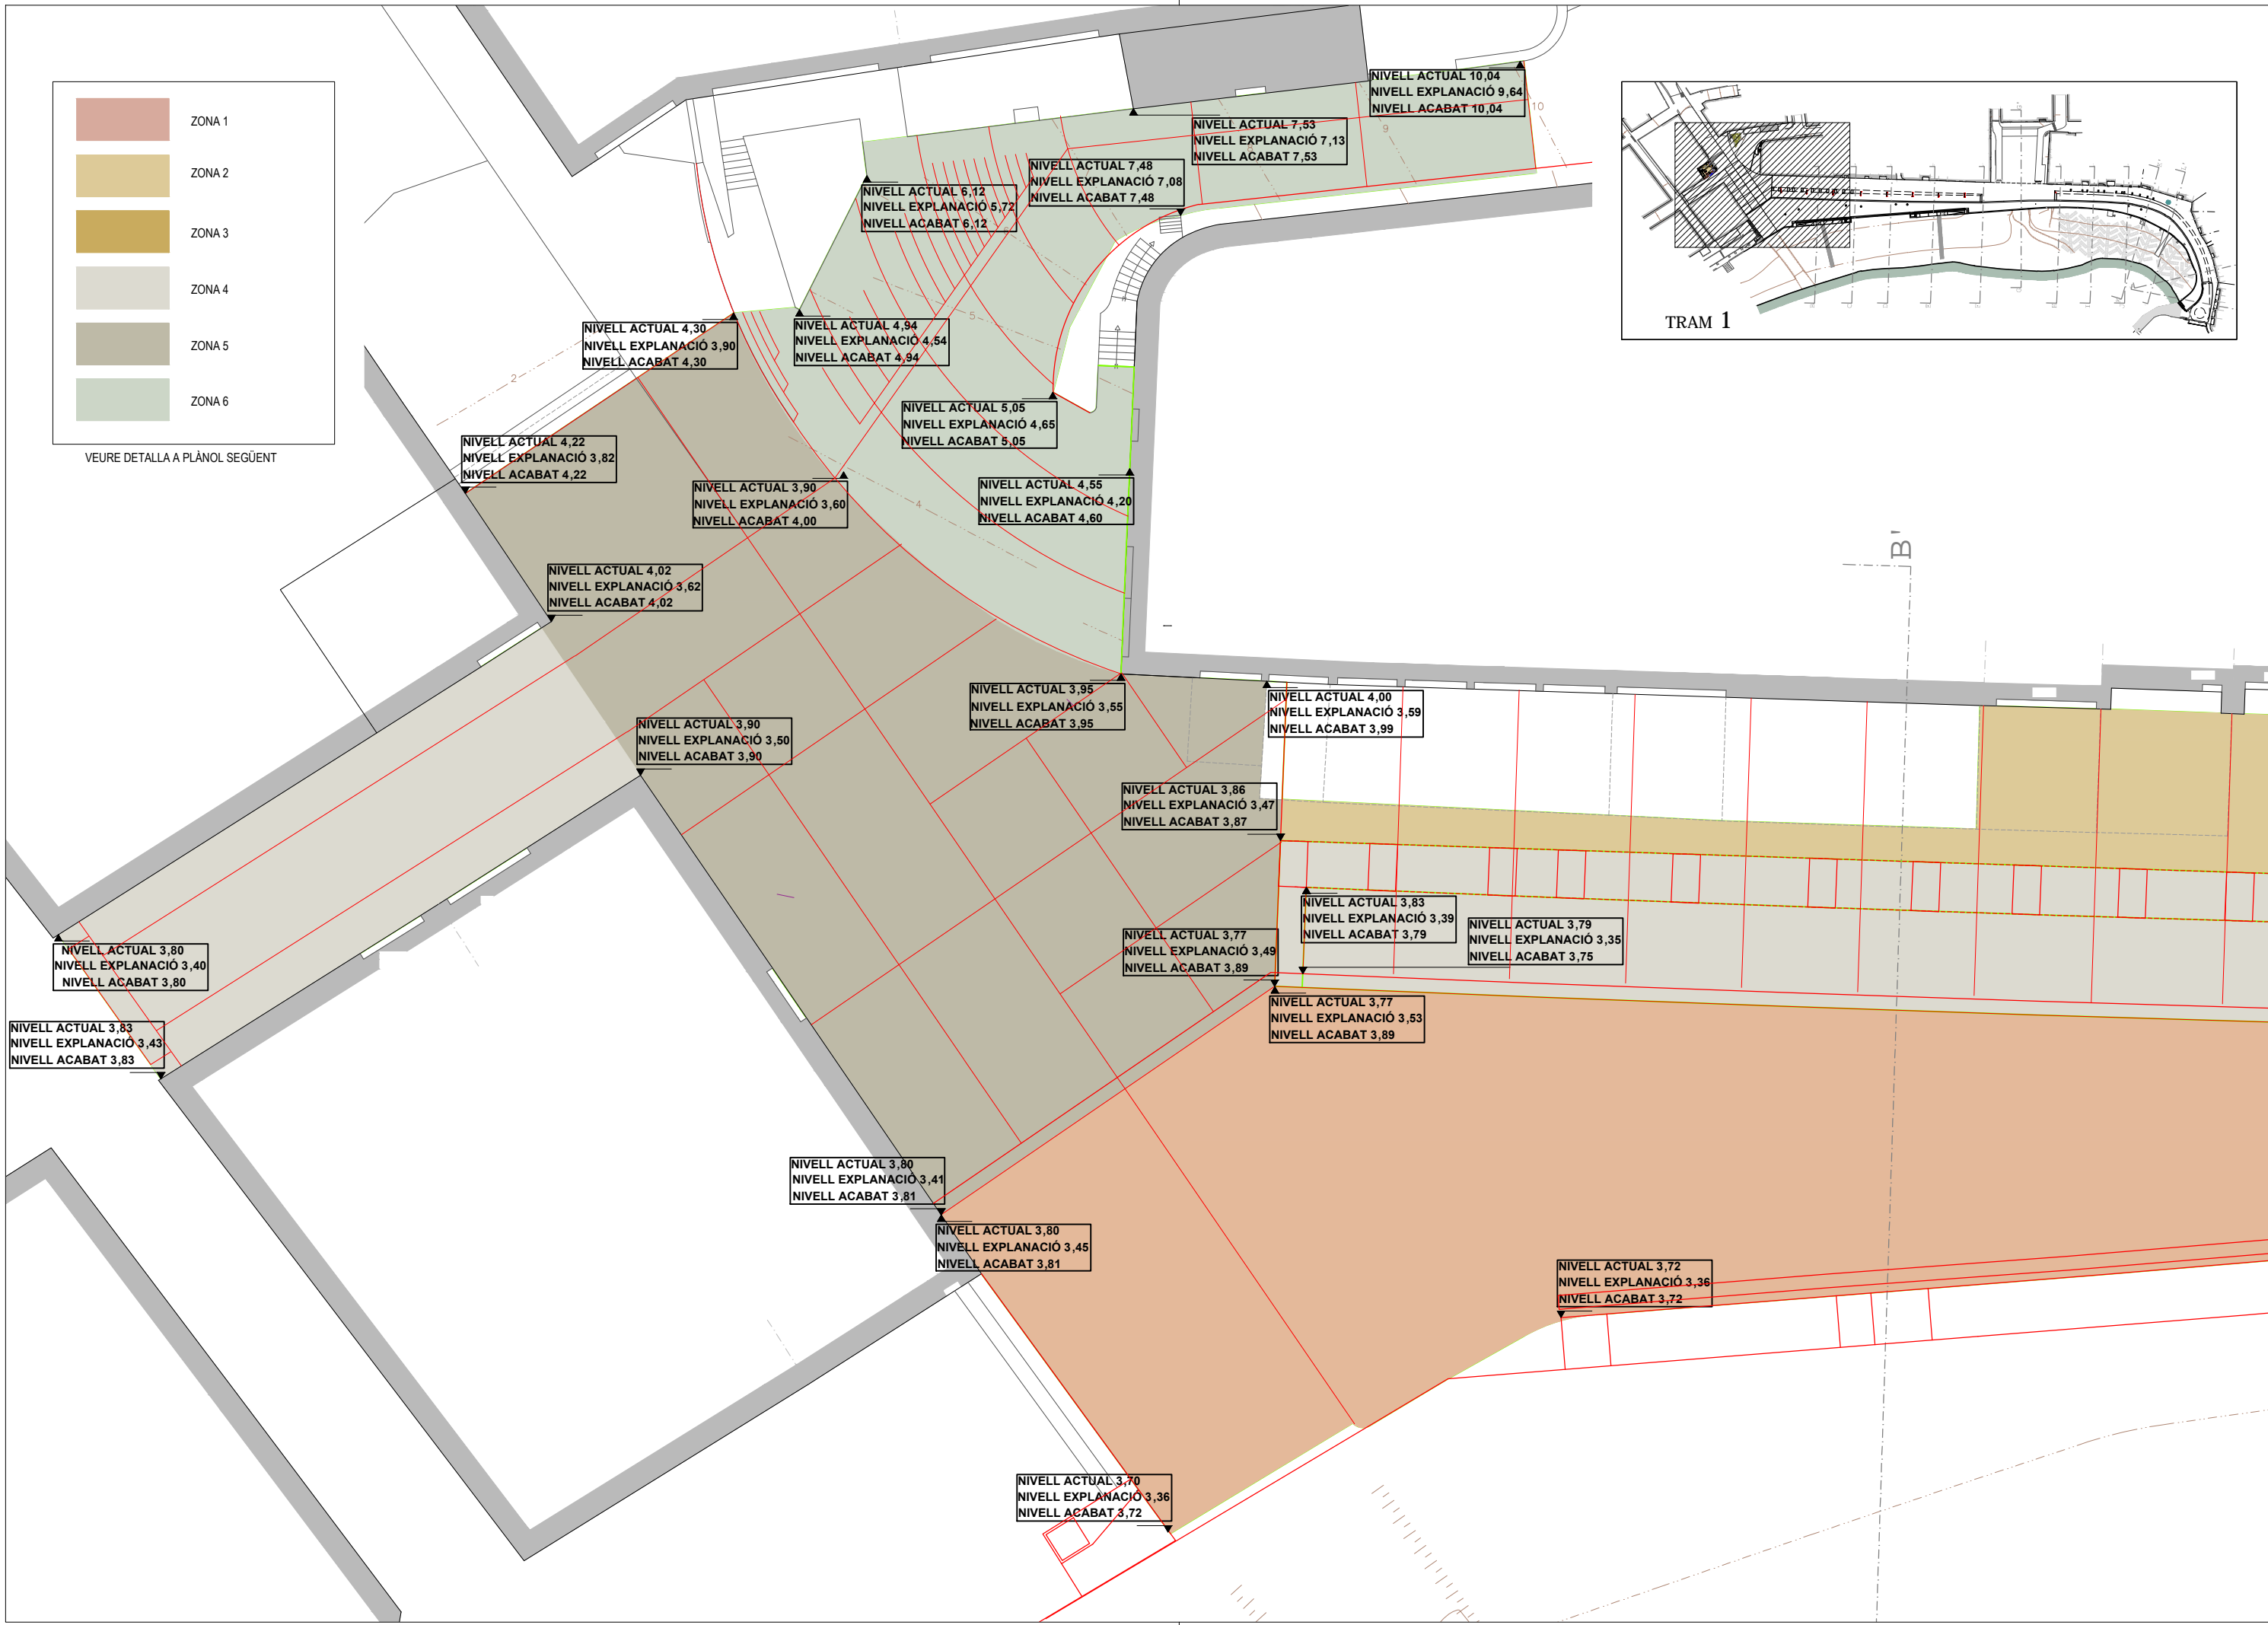 ZONA 1
ZONA 2
ZONA 3
ZONA 4
ZONA 5
ZONA 6
VEURE DETALLA A PLÀNOL SEGÜENT
NIVELL ACTUAL 10,04
NIVELL EXPLANACIÓ 9,64
NIVELL ACABAT 10,04
10
9
8
NIVELL ACTUAL 7,53
NIVELL EXPLANACIÓ 7,13
NIVELL ACABAT 7,53
NIVELL ACTUAL 7,48
NIVELL EXPLANACIÓ 7,08
NIVELL ACABAT 7,48
NIVELL ACTUAL 6,12
NIVELL EXPLANACIÓ 5,72
NIVELL ACABAT 6,12
6
5
TRAM 1
NIVELL ACTUAL 4,30
NIVELL EXPLANACIÓ 3,90
NIVELL ACABAT 4,30
NIVELL ACTUAL 4,94
NIVELL EXPLANACIÓ 4,54
NIVELL ACABAT 4,94
2
NIVELL ACTUAL 5,05
NIVELL EXPLANACIÓ 4,65
NIVELL ACABAT 5,05
NIVELL ACTUAL 4,22
NIVELL EXPLANACIÓ 3,82
NIVELL ACABAT 4,22
NIVELL ACTUAL 3,90
NIVELL EXPLANACIÓ 3,60
NIVELL ACABAT 4,00
4
NIVELL ACTUAL 4,55
NIVELL EXPLANACIÓ 4,20
NIVELL ACABAT 4,60
B'
NIVELL ACTUAL 4,02
NIVELL EXPLANACIÓ 3,62
NIVELL ACABAT 4,02
NIVELL ACTUAL 3,95
NIVELL EXPLANACIÓ 3,55
NIVELL ACABAT 3,95
NIVELL ACTUAL 4,00
NIVELL EXPLANACIÓ 3,59
NIVELL ACABAT 3,99
NIVELL ACTUAL 3,90
NIVELL EXPLANACIÓ 3,50
NIVELL ACABAT 3,90
NIVELL ACTUAL 3,86
NIVELL EXPLANACIÓ 3,47
NIVELL ACABAT 3,87
NIVELL ACTUAL 3,83
NIVELL EXPLANACIÓ 3,39
NIVELL ACABAT 3,79
NIVELL ACTUAL 3,79
NIVELL EXPLANACIÓ 3,35
NIVELL ACABAT 3,75
NIVELL ACTUAL 3,77
NIVELL EXPLANACIÓ 3,49
NIVELL ACABAT 3,89
NIVELL ACTUAL 3,80
NIVELL EXPLANACIÓ 3,40
NIVELL ACABAT 3,80
NIVELL ACTUAL 3,77
NIVELL EXPLANACIÓ 3,53
NIVELL ACABAT 3,89
NIVELL ACTUAL 3,83
NIVELL EXPLANACIÓ 3,43
NIVELL ACABAT 3,83
NIVELL ACTUAL 3,80
NIVELL EXPLANACIÓ 3,41
NIVELL ACABAT 3,81
NIVELL ACTUAL 3,80
NIVELL EXPLANACIÓ 3,45
NIVELL ACABAT 3,81
NIVELL ACTUAL 3,72
NIVELL EXPLANACIÓ 3,36
NIVELL ACABAT 3,72
NIVELL ACTUAL 3,70
NIVELL EXPLANACIÓ 3,36
NIVELL ACABAT 3,72